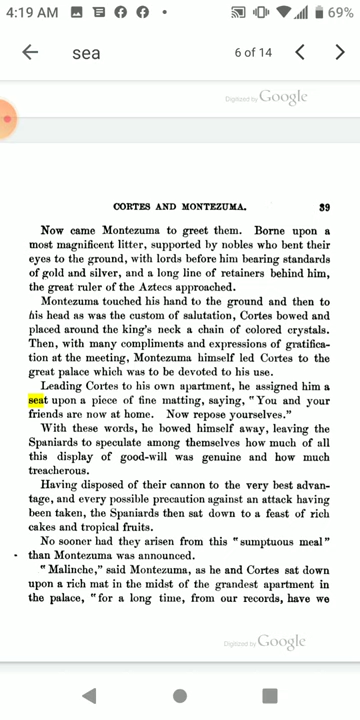 4:19 AM
69%
sea
6 of 14
Digitized by Google
CORTES AND MONTEZUMA. 39
Now came Montezuma to greet them. Borne upon a
most magnificent litter, supported by nobles who bent their
eyes to the ground, with lords before him bearing standards
of gold and silver, and a long line of retainers behind him,
the great ruler of the Aztecs approached.
Montezuma touched his hand to the ground and then to
his head as was the custom of salutation, Cortes bowed and
placed around the king's neck a chain of colored crystals.
Then, with many compliments and expressions of gratifica-
tion at the meeting, Montezuma himself led Cortes to the
great palace which was to be devoted to his use.
Leading Cortes to his own apartment, he assigned him a
seat upon a piece of fine matting, saying, "You and your
friends are now at home. Now repose yourselves."
With these words, he bowed himself away, leaving the
Spaniards to speculate among themselves how much of all
this display of good-will was genuine and how much
treacherous.
Having disposed of their cannon to the very best advan-
tage, and every possible precaution against an attack having
been taken, the Spaniards then sat down to a feast of rich
cakes and tropical fruits.
No sooner had they arisen from this "sumptuous meal"
than Montezuma was announced.
"Malinche," said Montezuma, as he and Cortes sat down
upon a rich mat in the midst of the grandest apartment in
the palace, "for a long time, from our records, have we
Digitized by Google